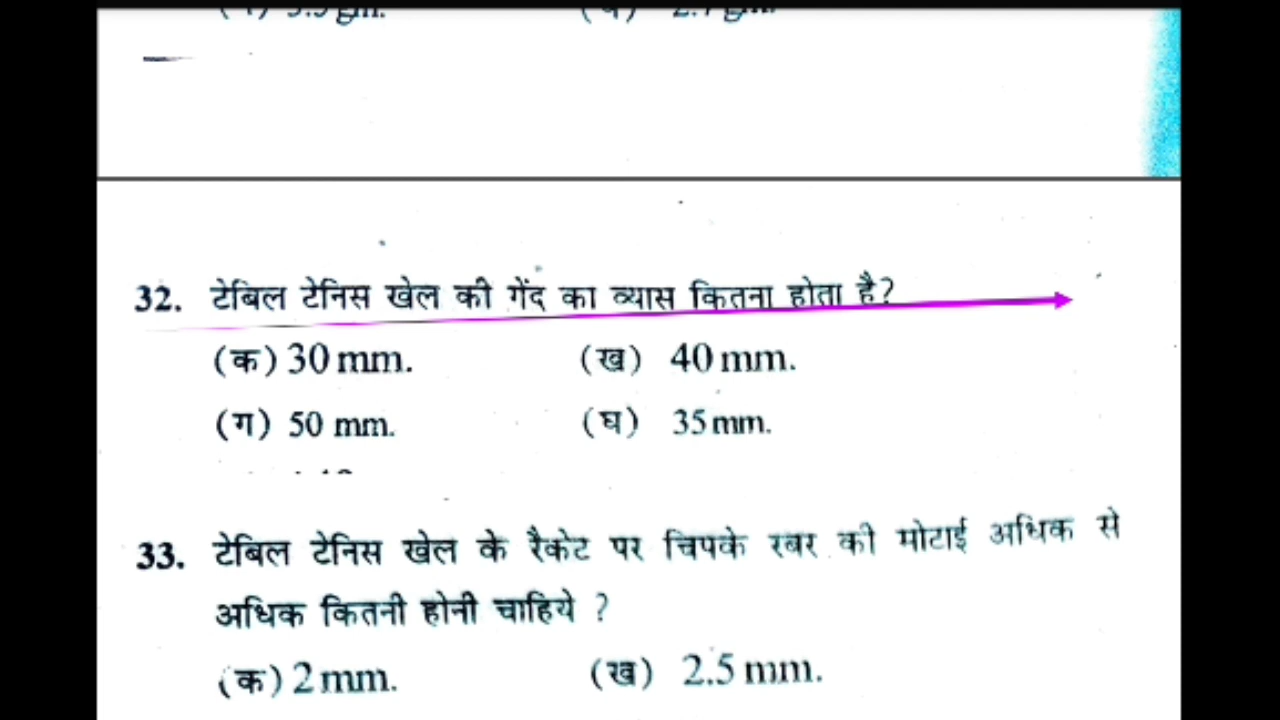 32. टेबिल टेनिस खेल की गेंद का व्यास कितना होता है?
(क) 30 mm. (ख) 40 mm.
(ग) 50 mm. (घ) 35 mm.
33. टेबिल टेनिस खेल के रैकेट पर चिपके रबर की मोटाई अधिक से
अधिक कितनी होनी चाहिये ?
(क) 2 mm. (ख) 2.5 mm.